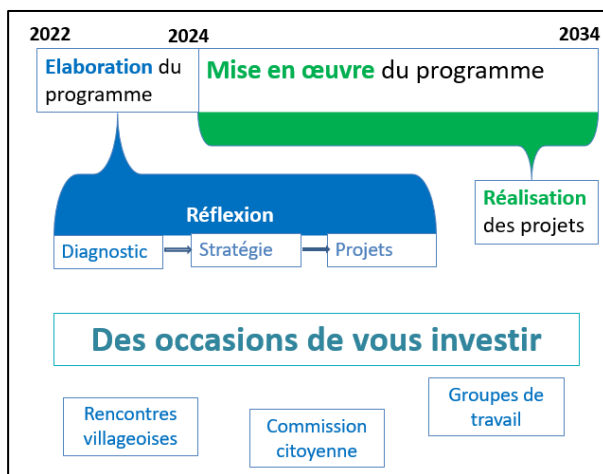 2022 2024 2034
Elaboration du
programme
Mise en œuvre du programme
Réalisation
des projets
Réflexion
Diagnostic Stratégie Projets
Des occasions de vous investir
Rencontres
villageoises
Commission
citoyenne
Groupes de
travail